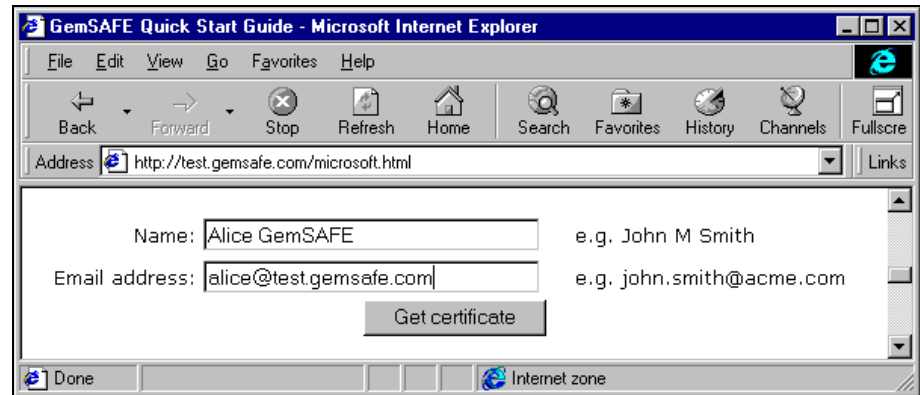 GemSAFE Quick Start Guide - Microsoft Internet Explorer
File Edit View Go Favorites Help
Back Forward Stop Refresh Home Search Favorites History Channels Fullscre
Address http://test.gemsafe.com/microsoft.html Links
Name: Alice GemSAFE e.g. John M Smith
Email address: alice@test.gemsafe.com e.g. john.smith@acme.com
Get certificate
Done Internet zone